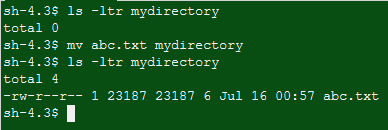 sh-4.3$ ls -ltr mydirectory
total 0
sh-4.3$ mv abc.txt mydirectory
sh-4.3$ ls -ltr mydirectory
total 4
-rw-r--r-- 1 23187 23187 6 Jul 16 00:57 abc.txt
sh-4.3$